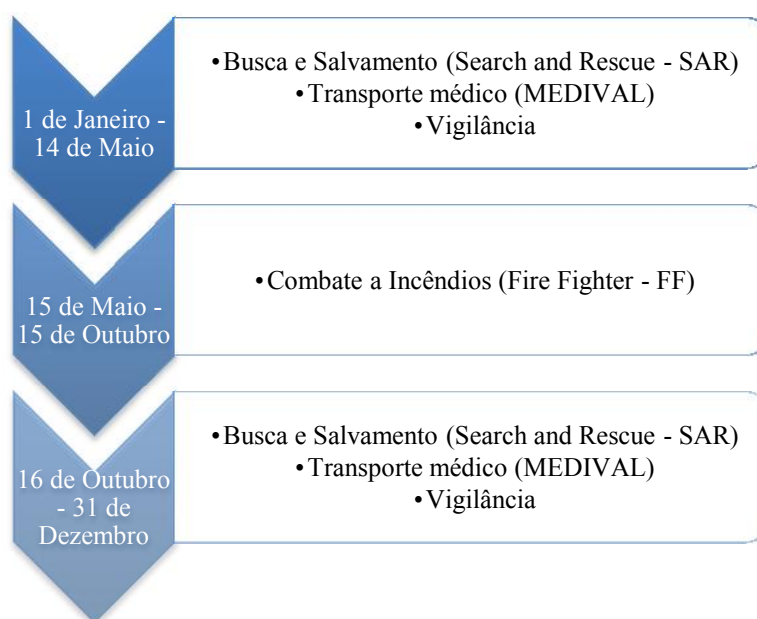 1 de Janeiro -
14 de Maio
•Busca e Salvamento (Search and Rescue - SAR)
•Transporte médico (MEDIVAL)
•Vigilância
15 de Maio -
15 de Outubro
•Combate a Incêndios (Fire Fighter - FF)
16 de Outubro
- 31 de
Dezembro
•Busca e Salvamento (Search and Rescue - SAR)
•Transporte médico (MEDIVAL)
•Vigilância